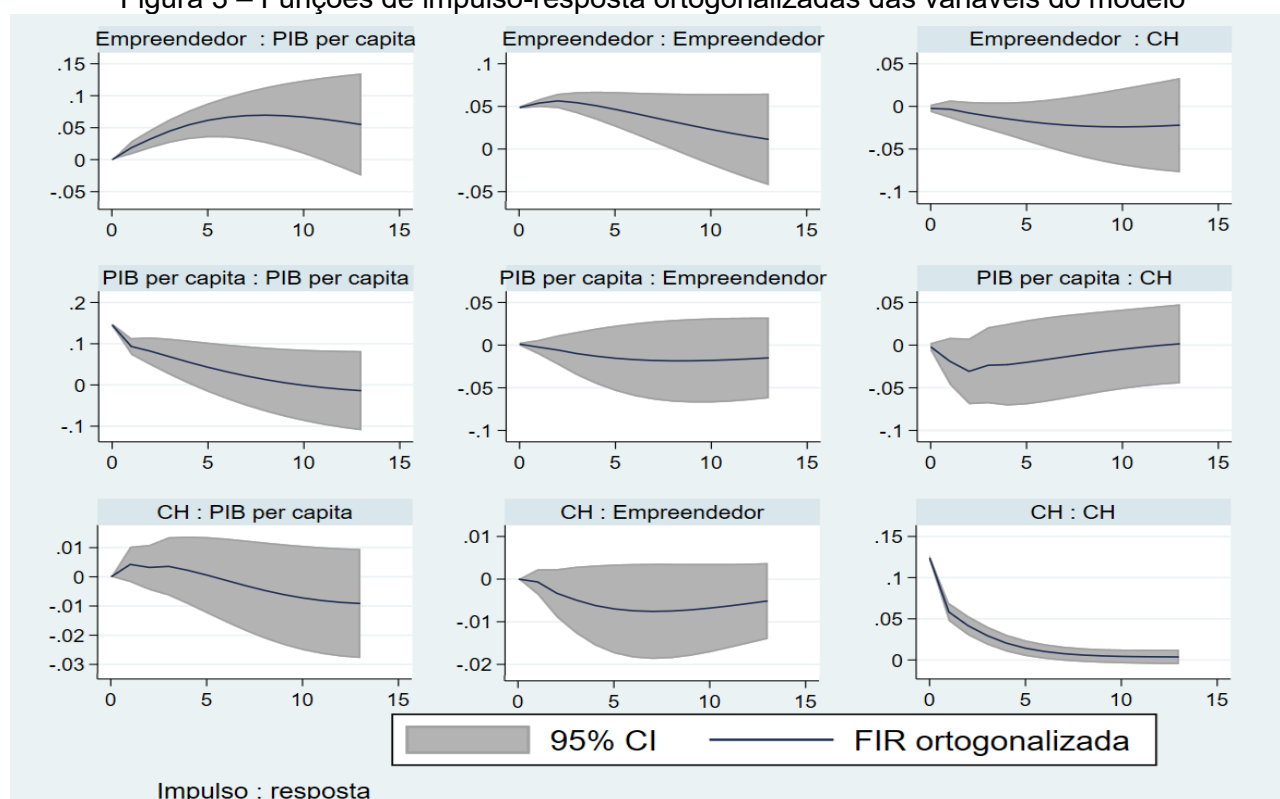 Figura 3 – Funções de impulso-resposta ortogonalizadas das variáveis do modelo
Empreendedor : PIB per capita
Empreendedor : Empreendedor
Empreendedor : CH
.15
.1
.05
0
-.05
0 5 10 15
.1
.05
0
-.05
0 5 10 15
.05
0
-.05
-.1
0 5 10 15
PIB per capita : PIB per capita
PIB per capita : Empreendendor
PIB per capita : CH
.2
.1
0
-.1
0 5 10 15
.05
0
-.05
-.1
0 5 10 15
.05
0
-.05
-.1
0 5 10 15
CH : PIB per capita
CH : Empreendedor
CH : CH
.01
0
-.01
-.02
-.03
0 5 10 15
.01
0
-.01
-.02
0 5 10 15
.15
.1
.05
0
0 5 10 15
95% CI FIR ortogonalizada
Impulso : resposta